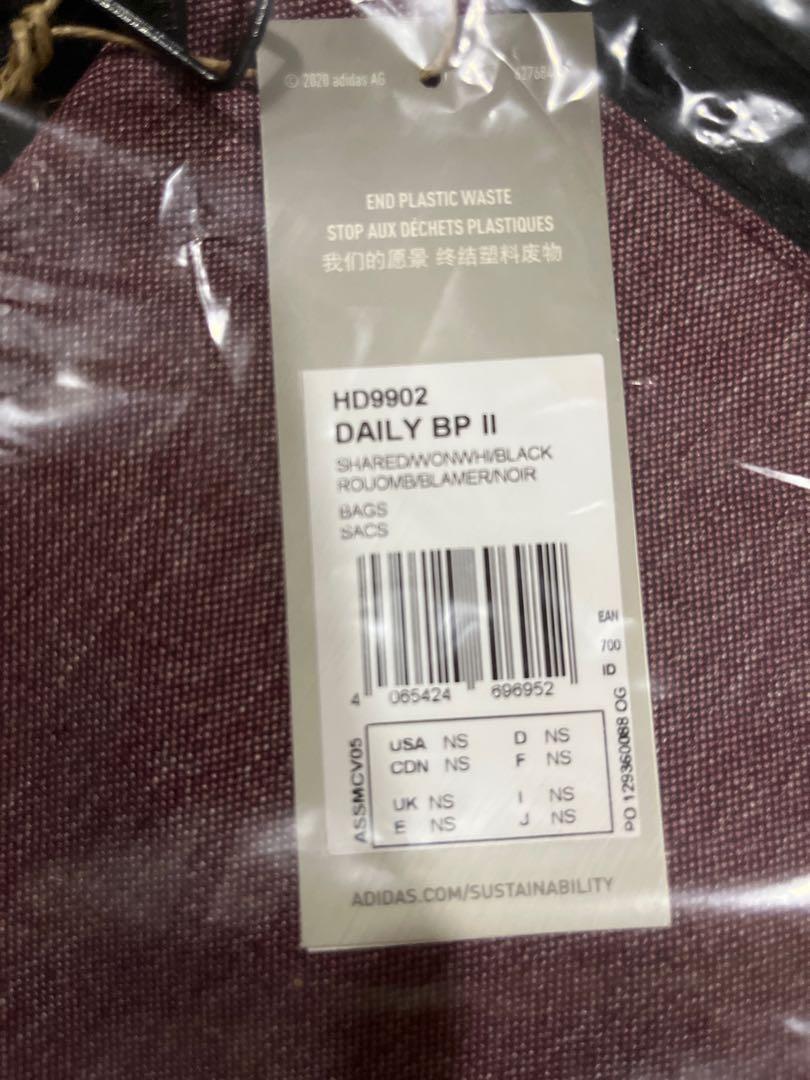 © 2020 adidas AG
END PLASTIC WASTE
STOP AUX DÉCHETS PLASTIQUES
我们的愿景 终结塑料废物
HD9902
DAILY BP II
SHARED/WONWHI/BLACK
ROUOMB/BLAMER/NOIR
BAGS
SACS
EAN
700
ID
4 065424 696952
ASSMCV05
USA NS D NS
CDN NS F NS
UK NS I NS
E NS J NS
PO 129360088 OG
ADIDAS.COM/SUSTAINABILITY